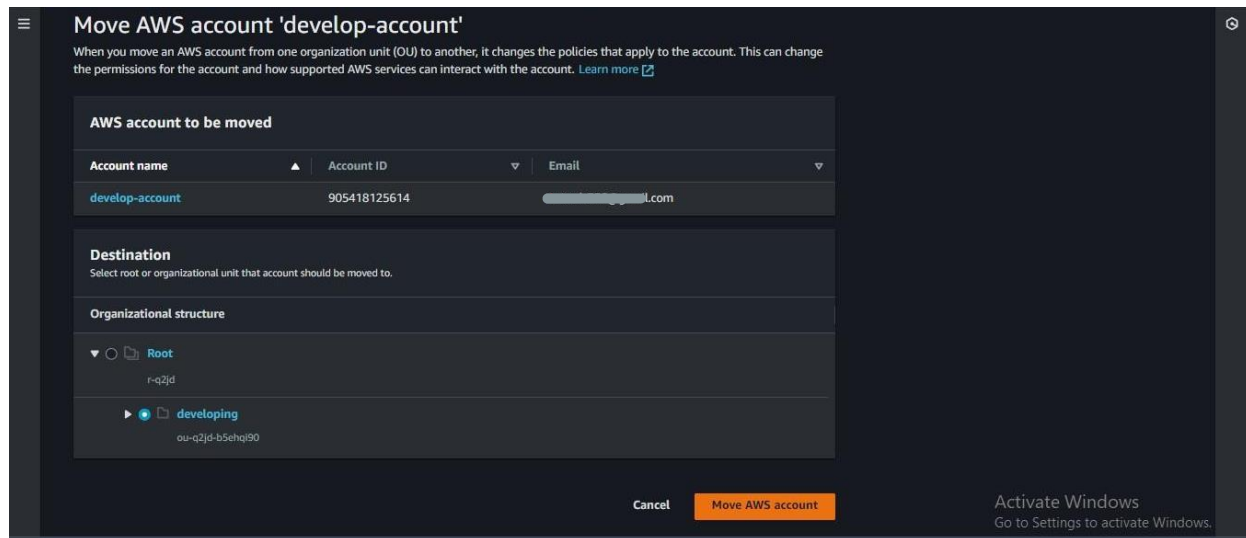 Move AWS account 'develop-account'
When you move an AWS account from one organization unit (OU) to another, it changes the policies that apply to the account. This can change
the permissions for the account and how supported AWS services can interact with the account. Learn more
AWS account to be moved
Account name Account ID Email
develop-account 905418125614 l.com
Destination
Select root or organizational unit that account should be moved to.
Organizational structure
Root
r-q2jd
developing
ou-q2jd-b5ehqi90
Cancel Move AWS account
Activate Windows
Go to Settings to activate Windows.